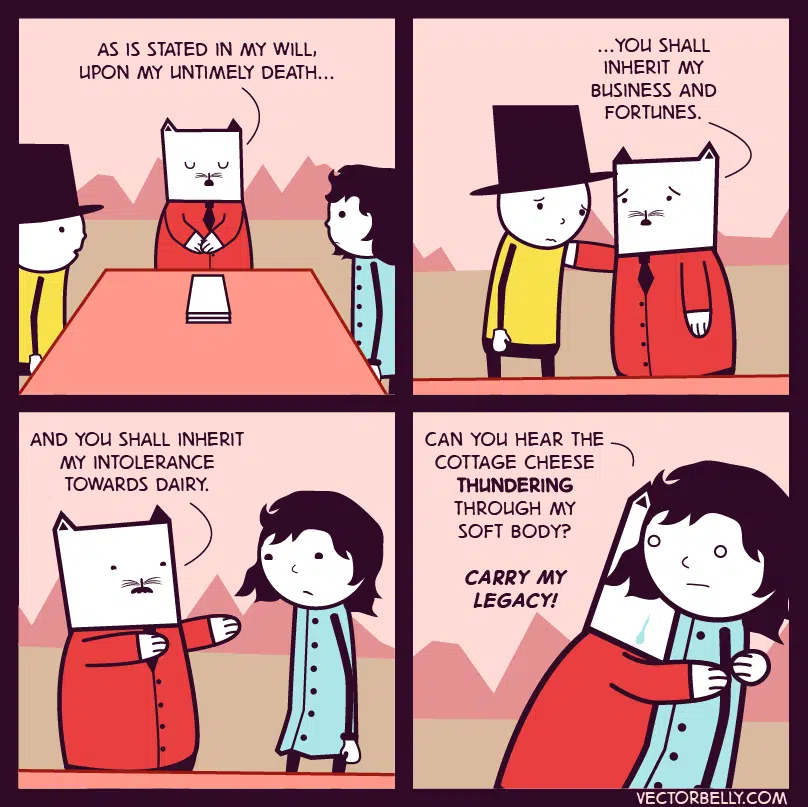 AS IS STATED IN MY WILL,
UPON MY UNTIMELY DEATH...
...YOU SHALL
INHERIT MY
BUSINESS AND
FORTUNES.
AND YOU SHALL INHERIT
MY INTOLERANCE
TOWARDS DAIRY.
CAN YOU HEAR THE
COTTAGE CHEESE
THUNDERING
THROUGH MY
SOFT BODY?
CARRY MY
LEGACY!
VECTORBELLY.COM